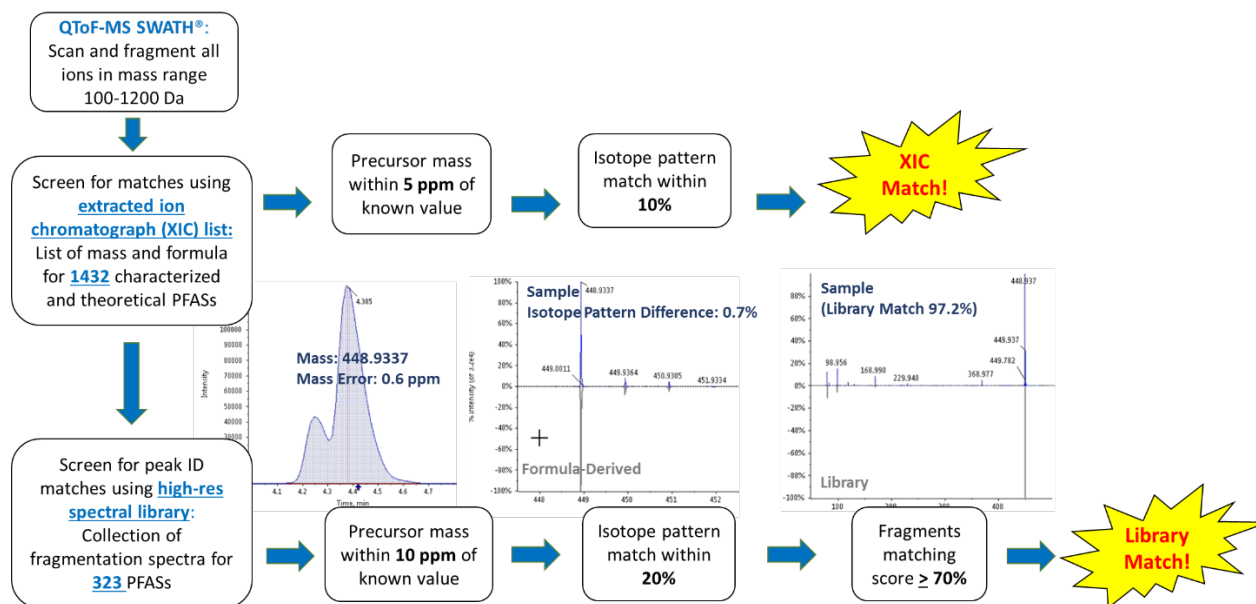 QToF-MS SWATH®:
Scan and fragment all
ions in mass range
100-1200 Da
Screen for matches using
extracted ion
chromatograph (XIC) list:
List of mass and formula
for 1432 characterized
and theoretical PFASs
Precursor mass
within 5 ppm of
known value
Isotope pattern
match within
10%
XIC
Match!
4.385
Mass: 448.9337
Mass Error: 0.6 ppm
Intensity
90000
80000
70000
60000
50000
40000
30000
4.1
4.2
4.3
4.4
4.5
4.6
4.7
Time, min
Sample
Isotope Pattern Difference: 0.7%
448.9337
449.0011
449.9364
450.9305
451.9334
100%
80%
60%
40%
20%
0%
-20%
-40%
-60%
-80%
-100%
Formula-Derived
448
449
450
451
452
Sample
(Library Match 97.2%)
448.937
449.937
449.782
98.956
168.990
229.948
368.977
80%
60%
40%
20%
0%
-20%
-40%
-60%
-80%
-100%
Library
100
200
300
400
Screen for peak ID
matches using high-res
spectral library:
Collection of
fragmentation spectra for
323 PFASs
Precursor mass
within 10 ppm of
known value
Isotope pattern
match within
20%
Fragments
matching
score ≥ 70%
Library
Match!